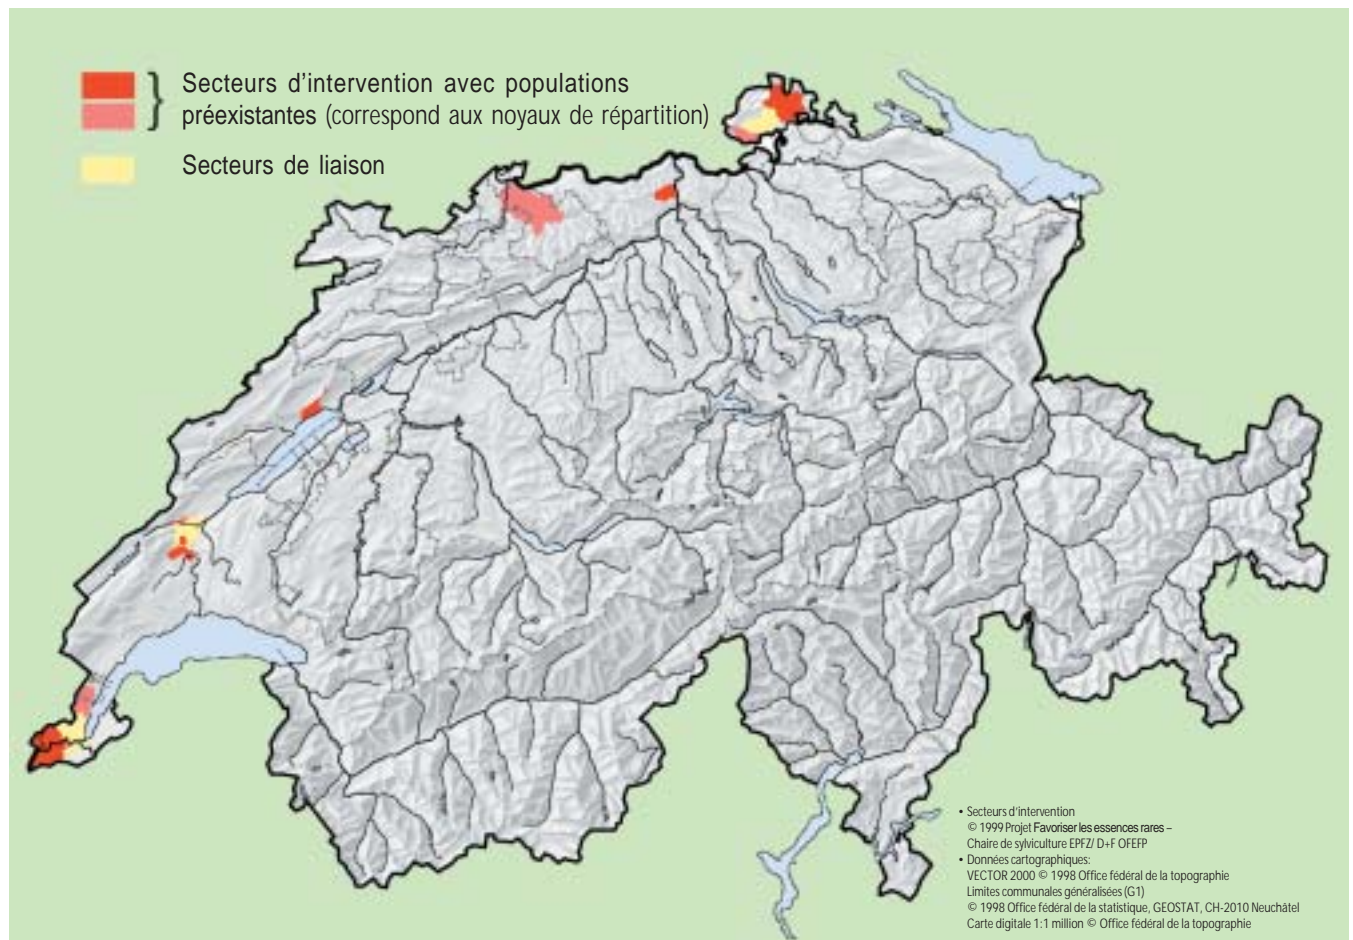 Secteurs d'intervention avec populations
préexistantes (correspond aux noyaux de répartition)
Secteurs de liaison
• Secteurs d'intervention
© 1999 Projet Favoriser les essences rares –
Chaire de sylviculture EPFZ/ D+F OFEFP
• Données cartographiques:
VECTOR 2000 © 1998 Office fédéral de la topographie
Limites communales généralisées (G1)
© 1998 Office fédéral de la statistique, GEOSTAT, CH-2010 Neuchâtel
Carte digitale 1:1 million © Office fédéral de la topographie